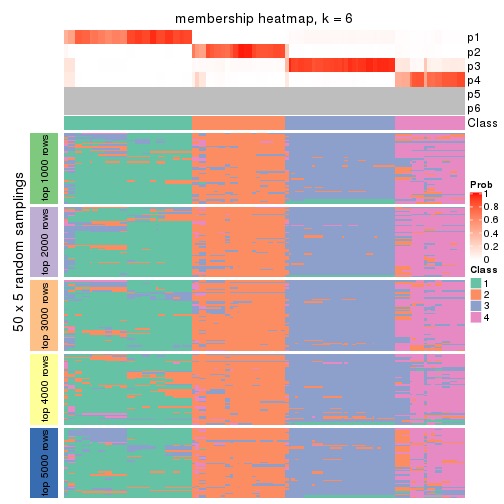 membership heatmap, k = 6
p1
p2
p3
p4
p5
p6
Class
50 x 5 random samplings
top 1000 rows
top 2000 rows
top 3000 rows
top 4000 rows
top 5000 rows
Prob
1
0.8
0.6
0.4
0.2
0
Class
1
2
3
4